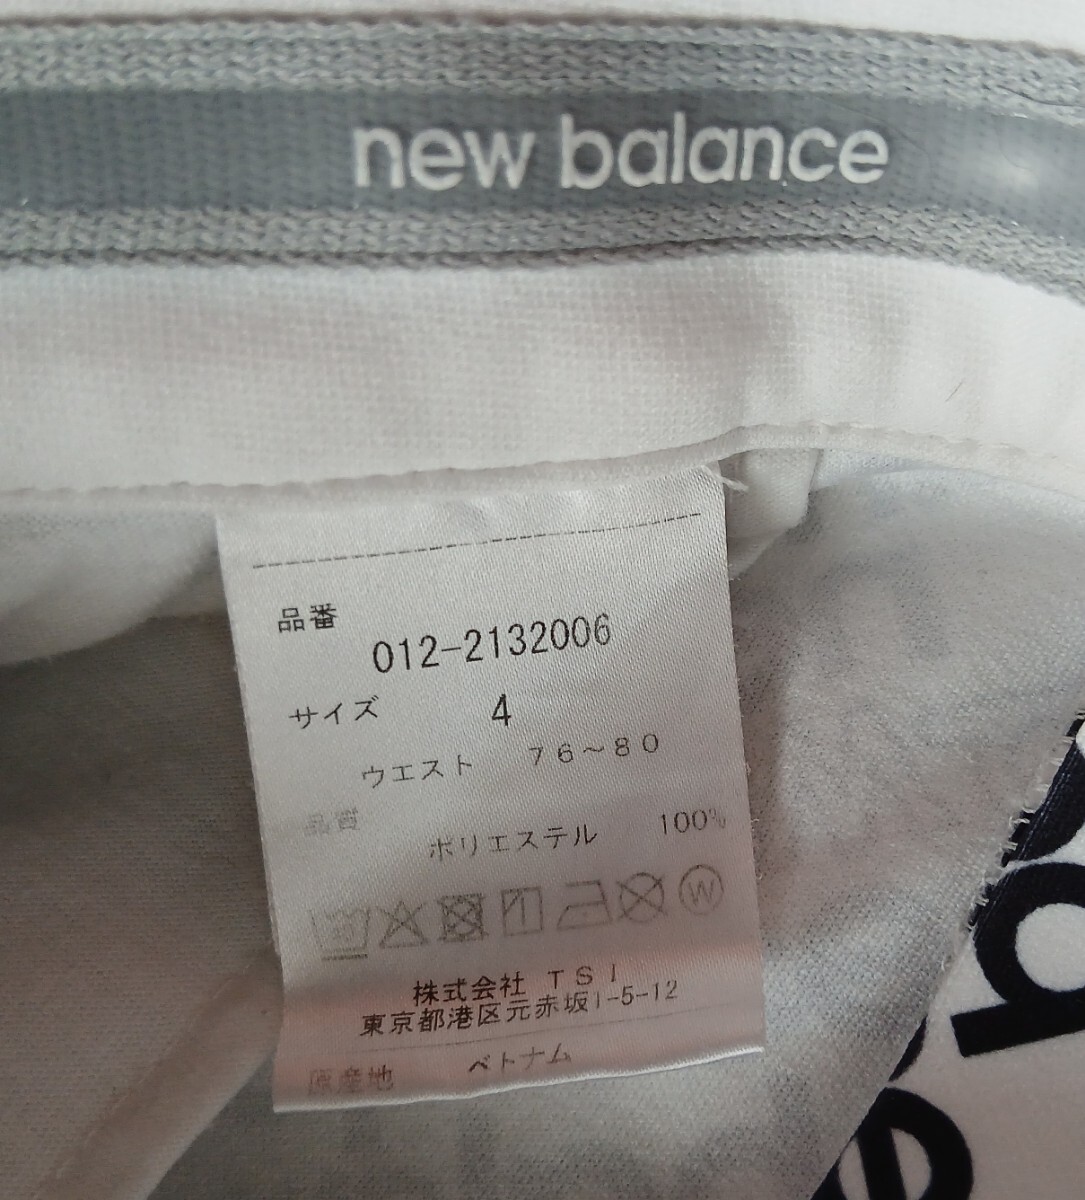 new balance
品番
012-2132006
サイズ 4
ウエスト 76～80
品質
ポリエステル 100%
W
株式会社 TSI
東京都港区元赤坂1-5-12
原産地 ベトナム
b
e